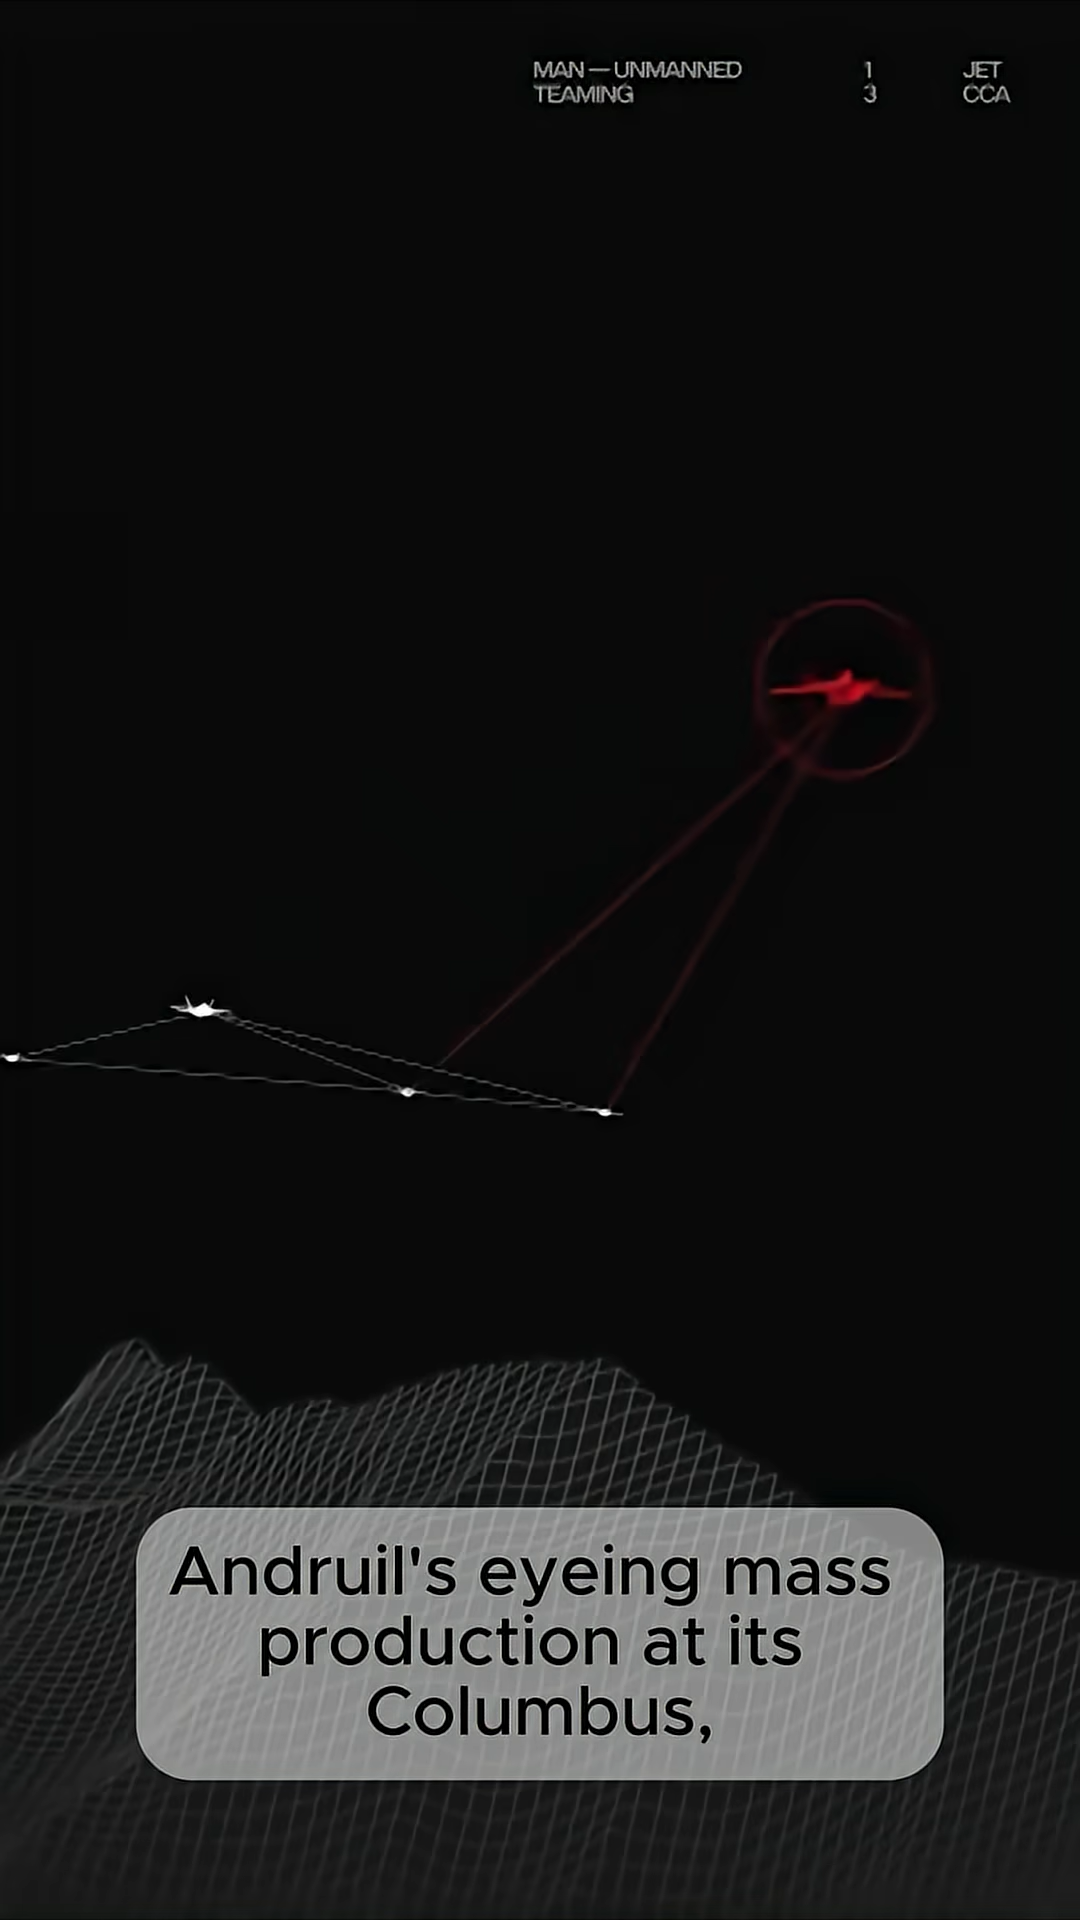 MAN — UNMANNED
TEAMING
1
3
JET
CCA
Andruil's eyeing mass
production at its
Columbus,